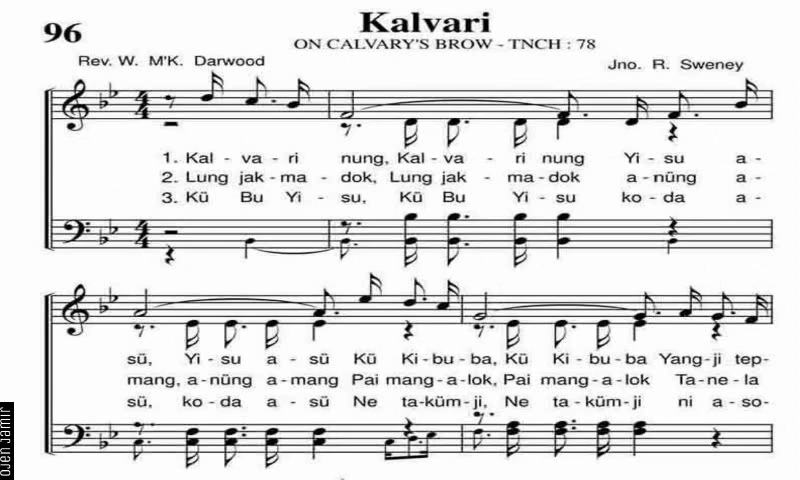 96
Kalvari
ON CALVARY'S BROW - TNCH : 78
Rev. W. M'K. Darwood
Jno. R. Sweney
1. Kal - va - ri nung, Kal - va - ri nung Yi - su a -
2. Lung jak - ma - dok, Lung jak - ma - dok a - nüng a -
3. Kü Bu Yi - su, Kü Bu Yi - su ko - da a -
sü, Yi - su a - sü Kü Ki - bu - ba, Kü Ki - bu - ba Yang - ji tep -
mang, a - nüng a - mang Pai mang - a - lok, Pai mang - a - lok Ta - ne - la
sü, ko - da a - sü Ne ta - küm - ji, Ne ta - küm - ji ni a - so -
OJEN JAMIR